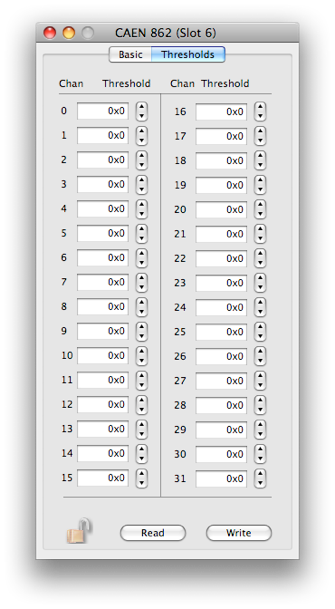 CAEN 862 (Slot 6)
Basic Thresholds
Chan Threshold Chan Threshold
0 0x0 16 0x0
1 0x0 17 0x0
2 0x0 18 0x0
3 0x0 19 0x0
4 0x0 20 0x0
5 0x0 21 0x0
6 0x0 22 0x0
7 0x0 23 0x0
8 0x0 24 0x0
9 0x0 25 0x0
10 0x0 26 0x0
11 0x0 27 0x0
12 0x0 28 0x0
13 0x0 29 0x0
14 0x0 30 0x0
15 0x0 31 0x0
Read Write